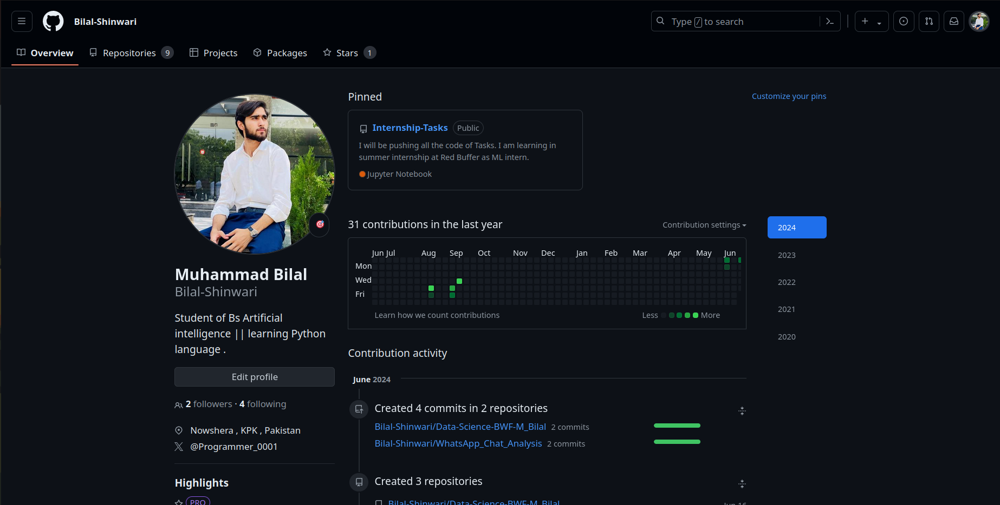 Bilal-Shinwari
Type / to search
Overview
Repositories 9
Projects
Packages
Stars 1
Muhammad Bilal
Bilal-Shinwari
Student of Bs Artificial
intelligence || learning Python
language .
Edit profile
2 followers · 4 following
Nowshera , KPK , Pakistan
@Programmer_0001
Highlights
PRO
Pinned
Customize your pins
Internship-Tasks Public
I will be pushing all the code of Tasks. I am learning in
summer internship at Red Buffer as ML intern.
Jupyter Notebook
31 contributions in the last year
Contribution settings
Jun Jul Aug Sep Oct Nov Dec Jan Feb Mar Apr May Jun
Mon
Wed
Fri
Learn how we count contributions
Less More
2024
2023
2022
2021
2020
Contribution activity
June 2024
Created 4 commits in 2 repositories
Bilal-Shinwari/Data-Science-BWF-M_Bilal 2 commits
Bilal-Shinwari/WhatsApp_Chat_Analysis 2 commits
Created 3 repositories
Bilal-Shinwari/Data-Science-BWF-M_Bilal
Jun 16